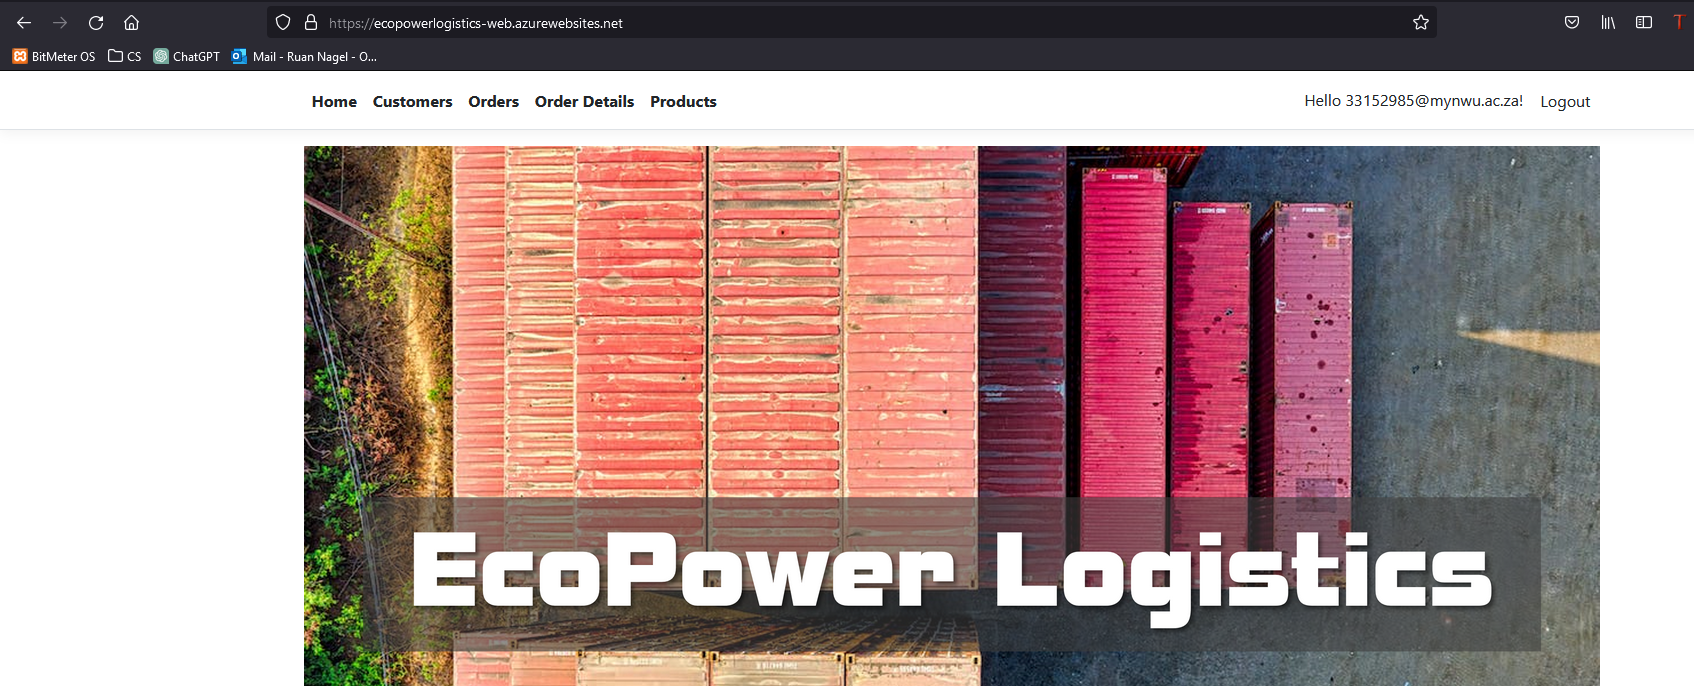 https://ecopowerlogistics-web.azurewebsites.net
BitMeter OS CS ChatGPT Mail - Ruan Nagel - O...
Home Customers Orders Order Details Products Hello 33152985@mynwu.ac.za! Logout
EcoPower Logistics